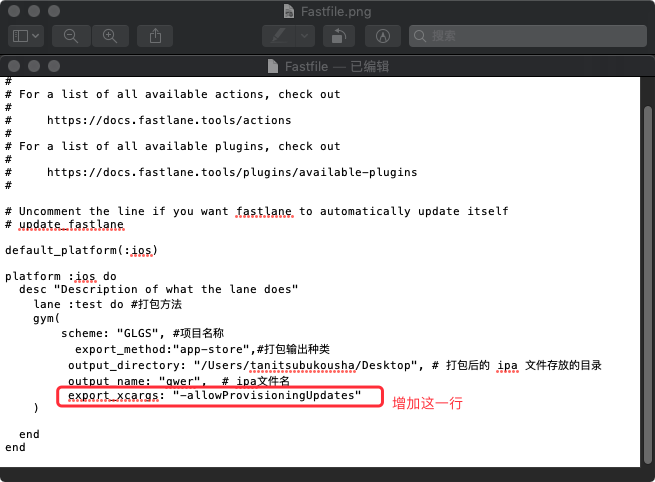 Fastfile.png
搜索
Fastfile — 已编辑
#
# For a list of all available actions, check out
#
#     https://docs.fastlane.tools/actions
#
# For a list of all available plugins, check out
#
#     https://docs.fastlane.tools/plugins/available-plugins
#
# Uncomment the line if you want fastlane to automatically update itself
# update_fastlane
default_platform(:ios)
platform :ios do
  desc "Description of what the lane does"
    lane :test do #打包方法
    gym(
        scheme: "GLGS", #项目名称
          export_method:"app-store",#打包输出种类
         output_directory: "/Users/tanitsubukousha/Desktop", # 打包后的 ipa 文件存放的目录
         output_name: "qwer",  # ipa文件名
         export_xcargs: "-allowProvisioningUpdates"
增加这一行
    )
  end
end